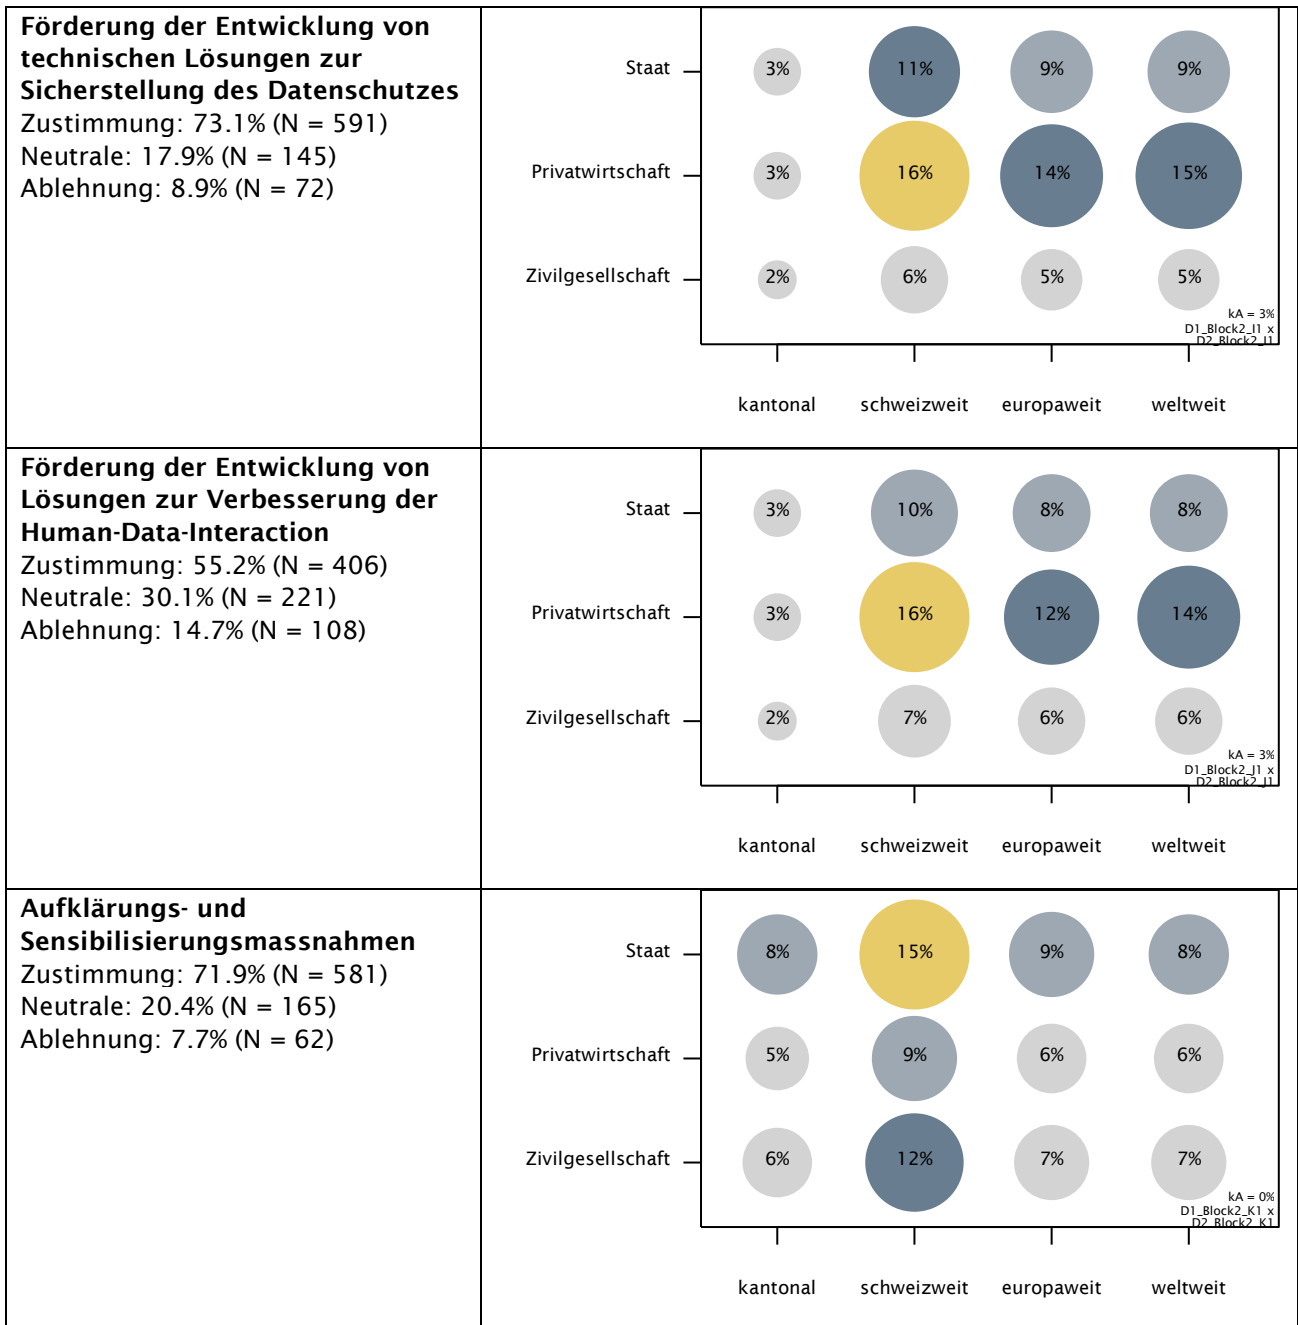 Förderung der Entwicklung von
technischen Lösungen zur
Sicherstellung des Datenschutzes
Zustimmung: 73.1% (N = 591)
Neutrale: 17.9% (N = 145)
Ablehnung: 8.9% (N = 72)
Staat 3% 11% 9% 9%
Privatwirtschaft 3% 16% 14% 15%
Zivilgesellschaft 2% 6% 5% 5%
kA = 3%
D1_Block2_I1 x
D2_Block2_I1
kantonal schweizweit europaweit weltweit
Förderung der Entwicklung von
Lösungen zur Verbesserung der
Human-Data-Interaction
Zustimmung: 55.2% (N = 406)
Neutrale: 30.1% (N = 221)
Ablehnung: 14.7% (N = 108)
Staat 3% 10% 8% 8%
Privatwirtschaft 3% 16% 12% 14%
Zivilgesellschaft 2% 7% 6% 6%
kA = 3%
D1_Block2_J1 x
D2_Block2_J1
kantonal schweizweit europaweit weltweit
Aufklärungs- und
Sensibilisierungsmassnahmen
Zustimmung: 71.9% (N = 581)
Neutrale: 20.4% (N = 165)
Ablehnung: 7.7% (N = 62)
Staat 8% 15% 9% 8%
Privatwirtschaft 5% 9% 6% 6%
Zivilgesellschaft 6% 12% 7% 7%
kA = 0%
D1_Block2_K1 x
D2_Block2_K1
kantonal schweizweit europaweit weltweit